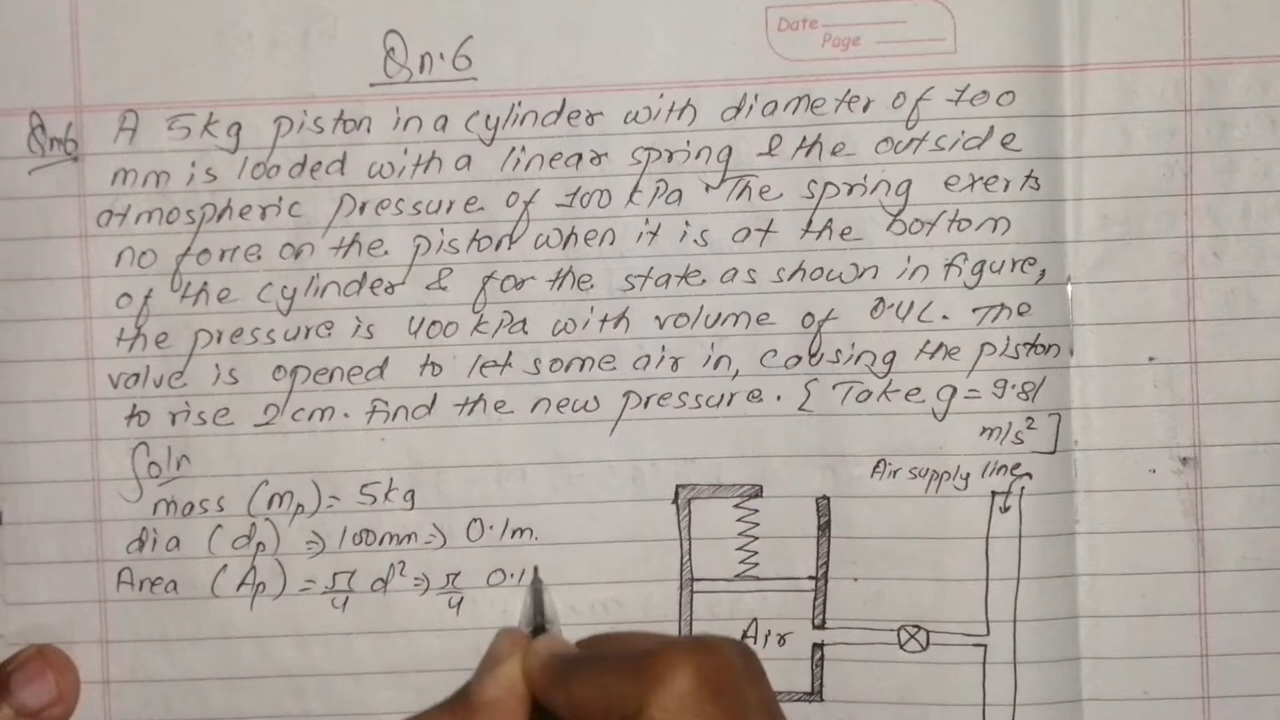 Date
Page
Qn.6
Qn6 A 5kg piston in a cylinder with diameter of 100
mm is loaded with a linear spring & the outside
atmospheric pressure of 100 kPa. The spring exerts
no force on the piston when it is at the bottom
of the cylinder & for the state as shown in figure,
the pressure is 400 kPa with volume of 0.4L. The
valve is opened to let some air in, causing the piston
to rise 2 cm. Find the new pressure. [ Take g = 9.81
m/s² ]
Soln
mass (mp) = 5kg
dia (dp) ⇒ 100mm ⇒ 0.1m.
Area (Ap) = π/4 d² ⇒ π/4 0.1
Air supply line
Air